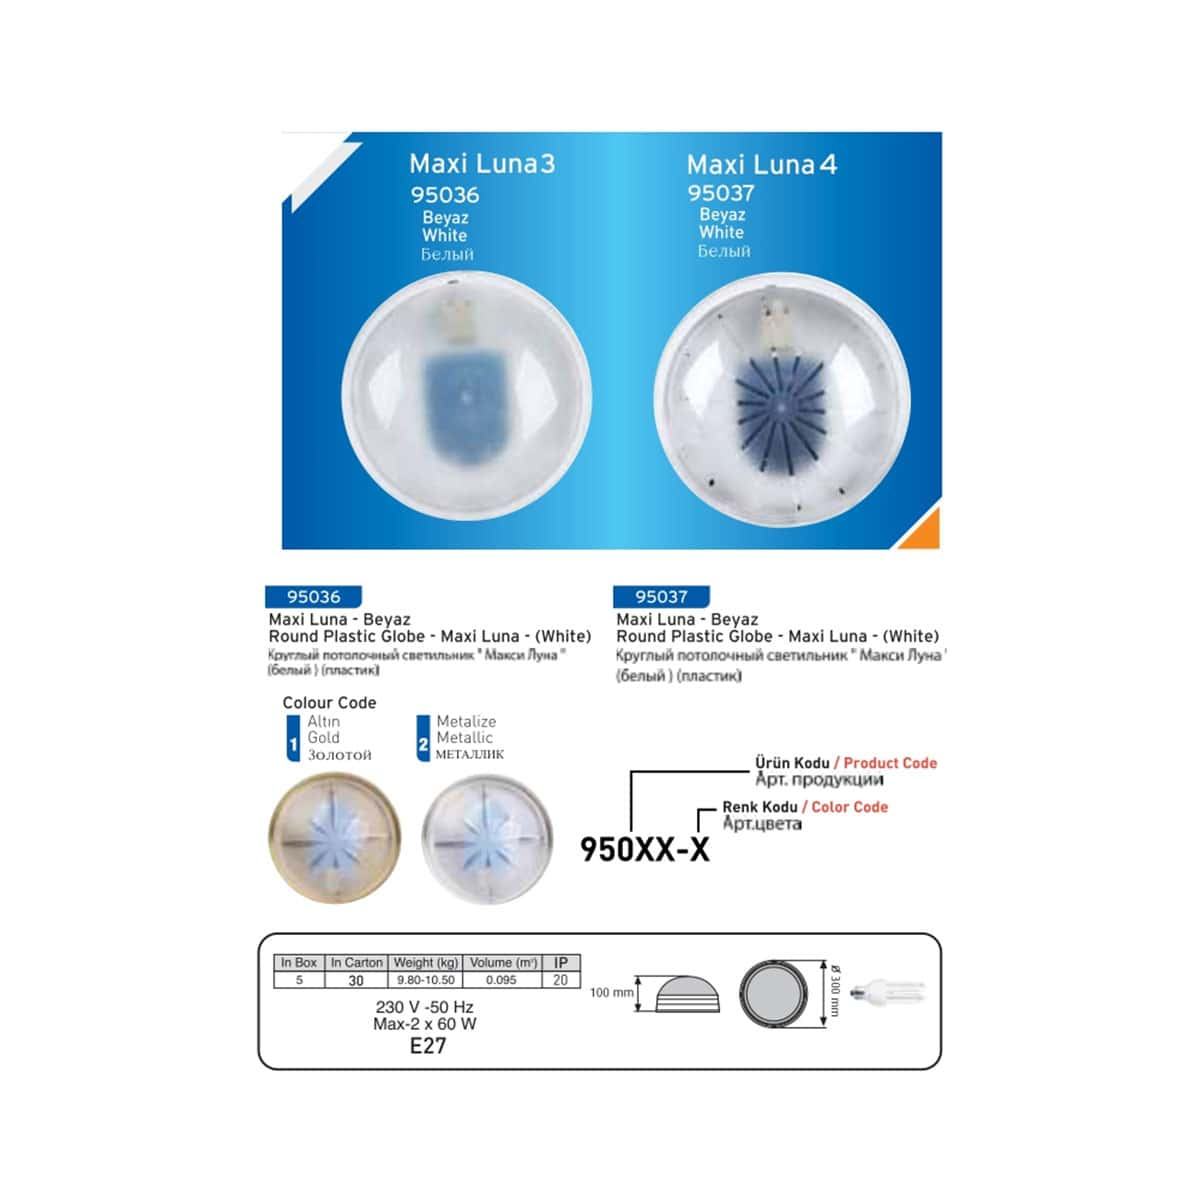 Maxi Luna3
95036
Beyaz
White
Белый
Maxi Luna4
95037
Beyaz
White
Белый
95036
Maxi Luna - Beyaz
Round Plastic Globe - Maxi Luna - (White)
Круглый потолочный светильник " Макси Луна "
(белый ) (пластик)
95037
Maxi Luna - Beyaz
Round Plastic Globe - Maxi Luna - (White)
Круглый потолочный светильник " Макси Луна "
(белый ) (пластик)
Colour Code
1 Altın
Gold
Золотой
2 Metalize
Metallic
МЕТАЛЛИК
Ürün Kodu / Product Code
Арт. продукции
Renk Kodu / Color Code
Арт.цвета
950XX-X
In Box In Carton Weight (kg) Volume (m³) IP
5 30 9.80-10.50 0.095 20
230 V -50 Hz
Max-2 x 60 W
E27
100 mm
Ø 300 mm